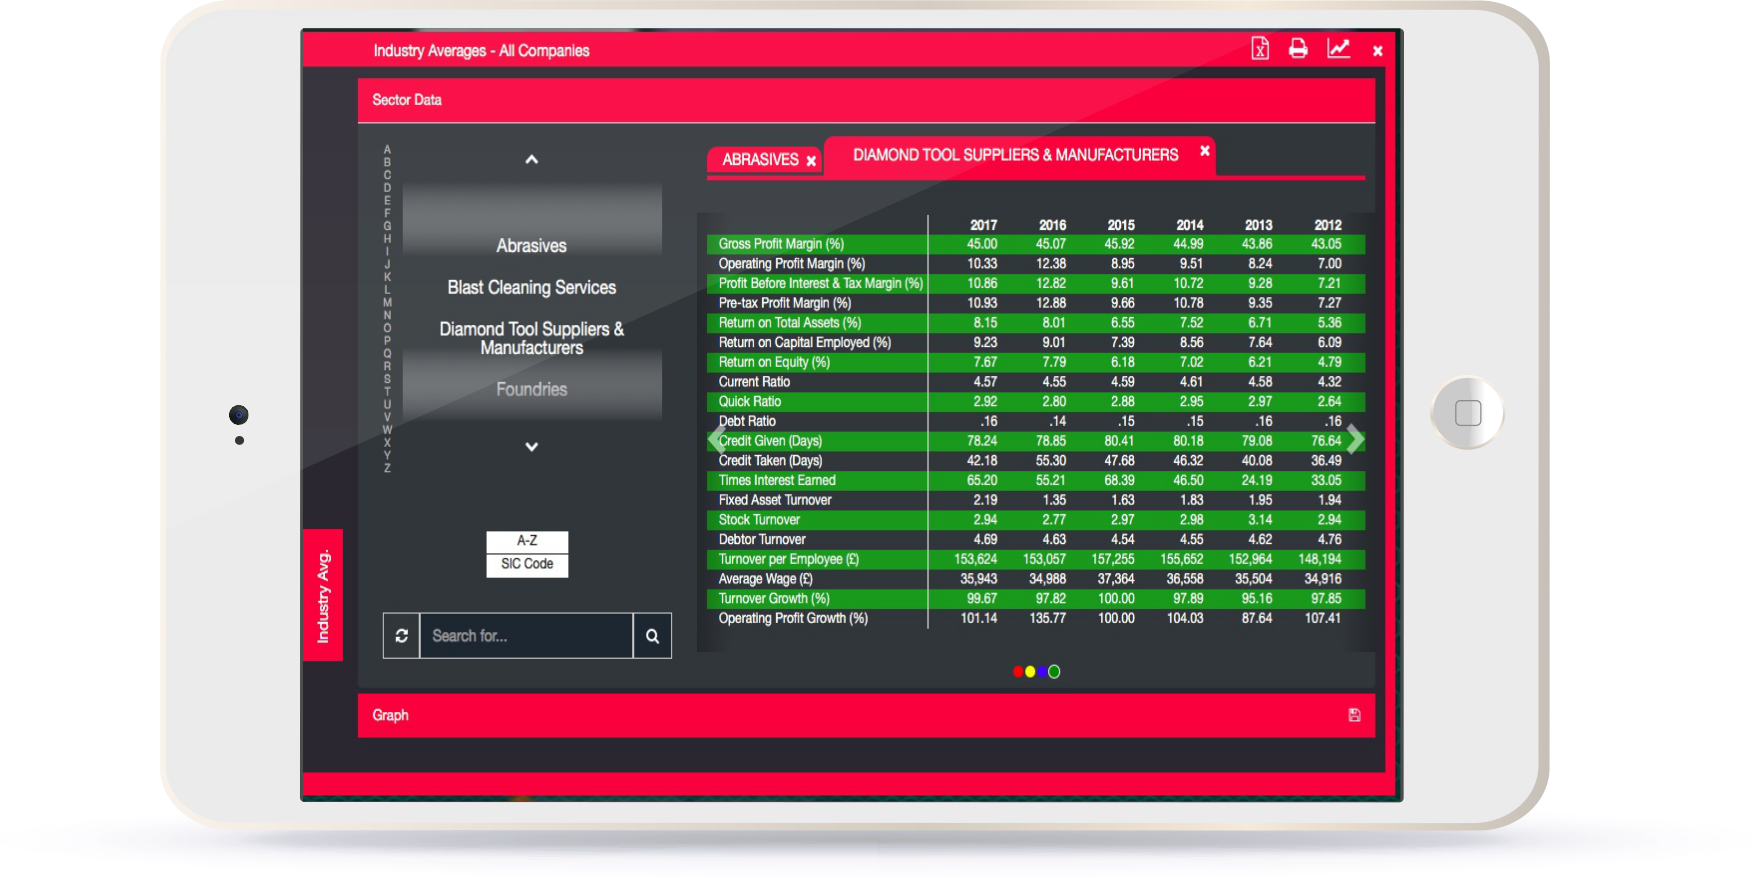 Industry Averages - All Companies
Sector Data
A
B
C
D
E
F
G
H
I
J
K
L
M
N
O
P
Q
R
S
T
U
V
W
X
Y
Z
Abrasives
Blast Cleaning Services
Diamond Tool Suppliers &
Manufacturers
Foundries
A-Z
SIC Code
Search for...
Industry Avg.
ABRASIVES
DIAMOND TOOL SUPPLIERS & MANUFACTURERS
2017 2016 2015 2014 2013 2012
Gross Profit Margin (%) 45.00 45.07 45.92 44.99 43.86 43.05
Operating Profit Margin (%) 10.33 12.38 8.95 9.51 8.24 7.00
Profit Before Interest & Tax Margin (%) 10.86 12.82 9.61 10.72 9.28 7.21
Pre-tax Profit Margin (%) 10.93 12.88 9.66 10.78 9.35 7.27
Return on Total Assets (%) 8.15 8.01 6.55 7.52 6.71 5.36
Return on Capital Employed (%) 9.23 9.01 7.39 8.56 7.64 6.09
Return on Equity (%) 7.67 7.79 6.18 7.02 6.21 4.79
Current Ratio 4.57 4.55 4.59 4.61 4.58 4.32
Quick Ratio 2.92 2.80 2.88 2.95 2.97 2.64
Debt Ratio .16 .14 .15 .15 .16 .16
Credit Given (Days) 78.24 78.85 80.41 80.18 79.08 76.64
Credit Taken (Days) 42.18 55.30 47.68 46.32 40.08 36.49
Times Interest Earned 65.20 55.21 68.39 46.50 24.19 33.05
Fixed Asset Turnover 2.19 1.35 1.63 1.83 1.95 1.94
Stock Turnover 2.94 2.77 2.97 2.98 3.14 2.94
Debtor Turnover 4.69 4.63 4.54 4.55 4.62 4.76
Turnover per Employee (£) 153,624 153,057 157,255 155,652 152,964 148,194
Average Wage (£) 35,943 34,988 37,364 36,558 35,504 34,916
Turnover Growth (%) 99.67 97.82 100.00 97.89 95.16 97.85
Operating Profit Growth (%) 101.14 135.77 100.00 104.03 87.64 107.41
Graph